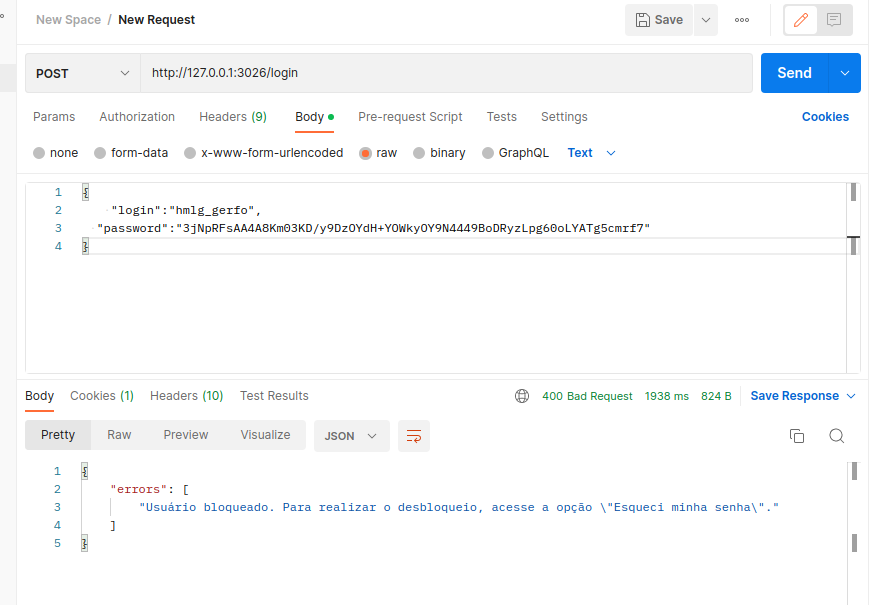 New Space / New Request
Save
POST
http://127.0.0.1:3026/login
Send
Params Authorization Headers (9) Body Pre-request Script Tests Settings Cookies
none form-data x-www-form-urlencoded raw binary GraphQL Text
1 {
2 "login":"hmlg_gerfo",
3 "password":"3jNpRFsAA4A8Km03KD/y9DzOYdH+YOWkyOY9N4449BoDRyzLpg60oLYATg5cmrf7"
4 }
Body Cookies (1) Headers (10) Test Results 400 Bad Request 1938 ms 824 B Save Response
Pretty Raw Preview Visualize JSON
1 {
2 "errors": [
3 "Usuário bloqueado. Para realizar o desbloqueio, acesse a opção \"Esqueci minha senha\"."
4 ]
5 }